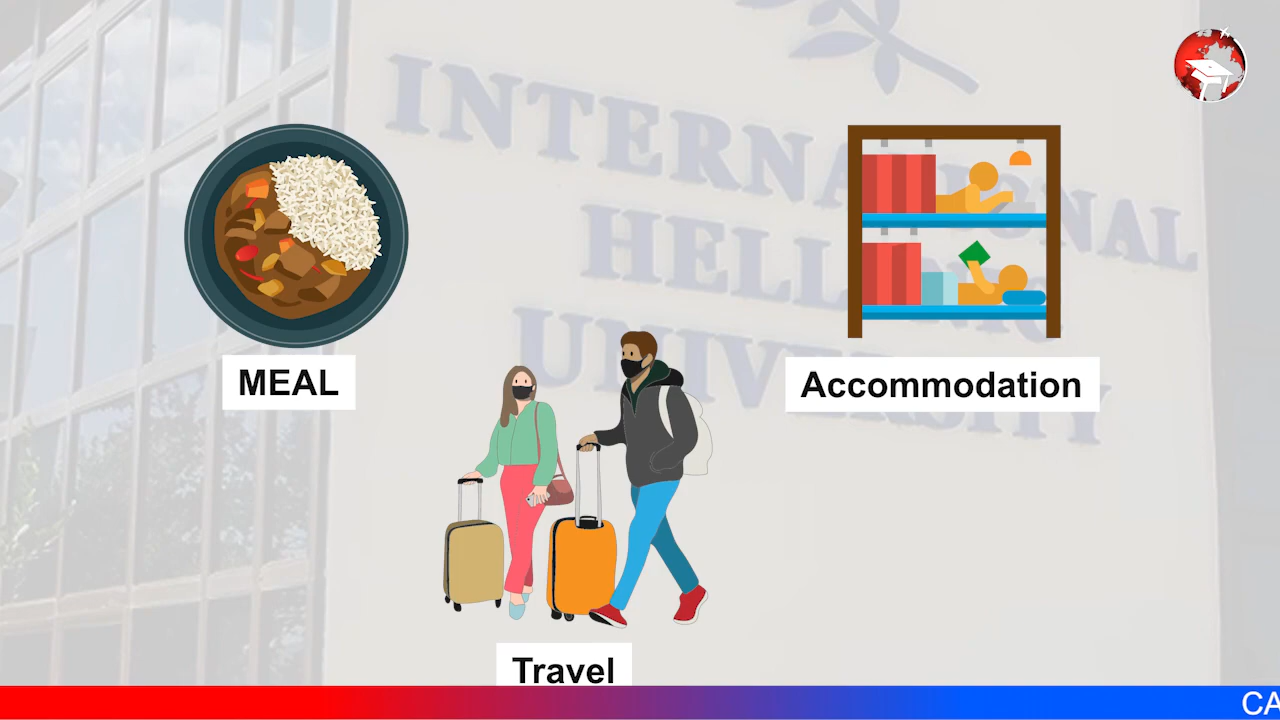 INTERNATIONAL
HELLENIC
UNIVERSITY
MEAL
Accommodation
Travel
CA